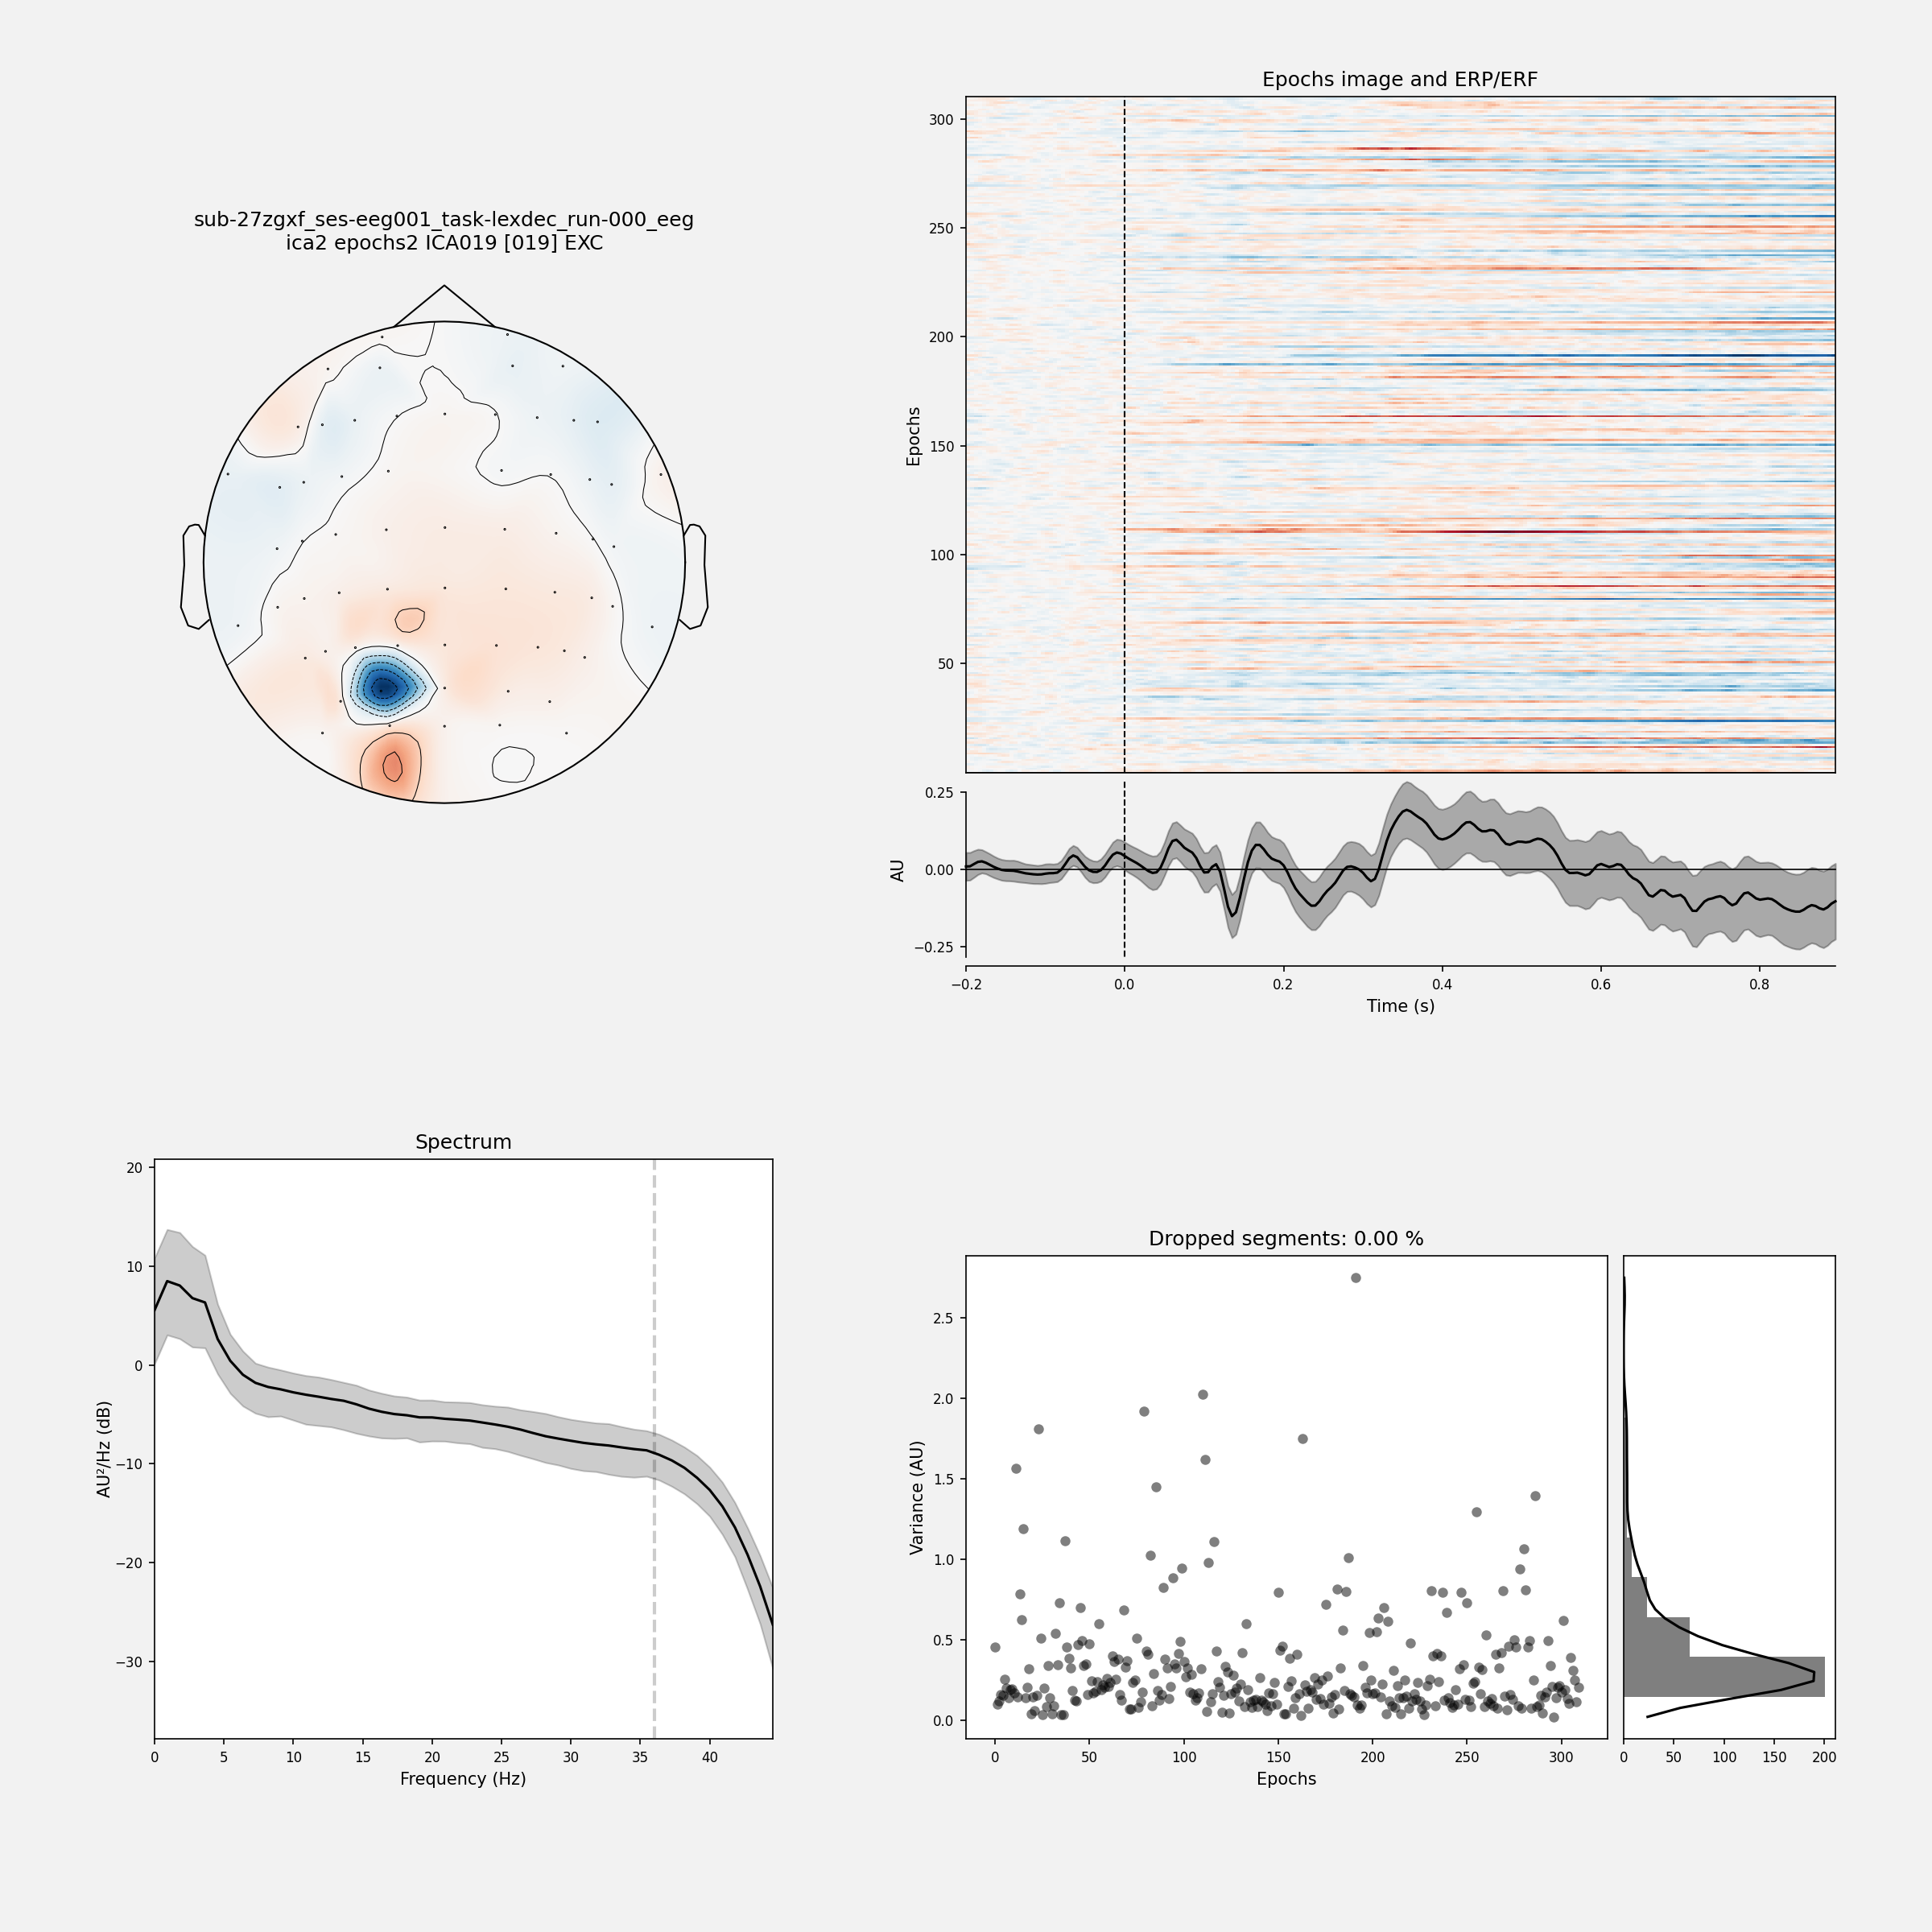 sub-27zgxf_ses-eeg001_task-lexdec_run-000_eeg
ica2 epochs2 ICA019 [019] EXC
Epochs image and ERP/ERF
300
250
200
150
100
50
Epochs
0.25
0.00
−0.25
AU
−0.2 0.0 0.2 0.4 0.6 0.8
Time (s)
Spectrum
20
10
0
−10
−20
−30
AU²/Hz (dB)
0 5 10 15 20 25 30 35 40
Frequency (Hz)
Dropped segments: 0.00 %
2.5
2.0
1.5
1.0
0.5
0.0
Variance (AU)
0 50 100 150 200 250 300
Epochs
0 50 100 150 200